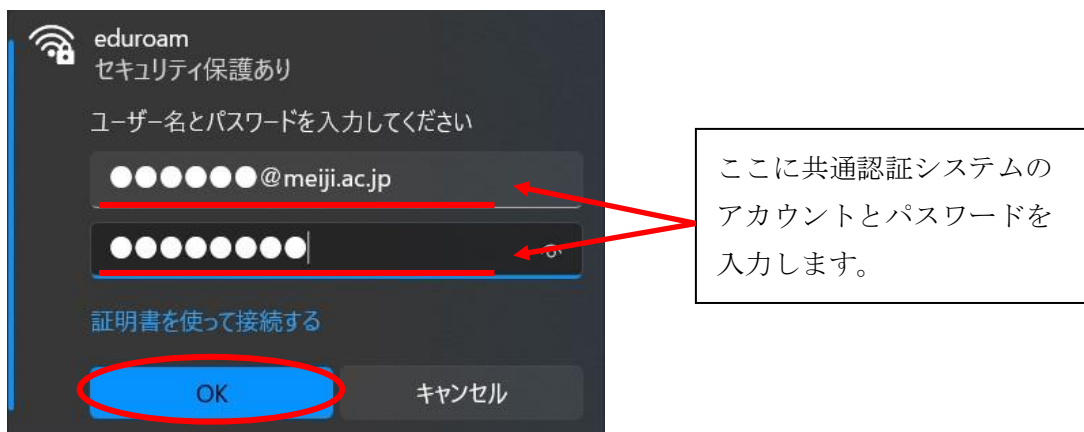 eduroam
セキュリティ保護あり
ユーザー名とパスワードを入力してください
●●●●●●@meiji.ac.jp
●●●●●●●●
証明書を使って接続する
OK
キャンセル
ここに共通認証システムの
アカウントとパスワードを
入力します。